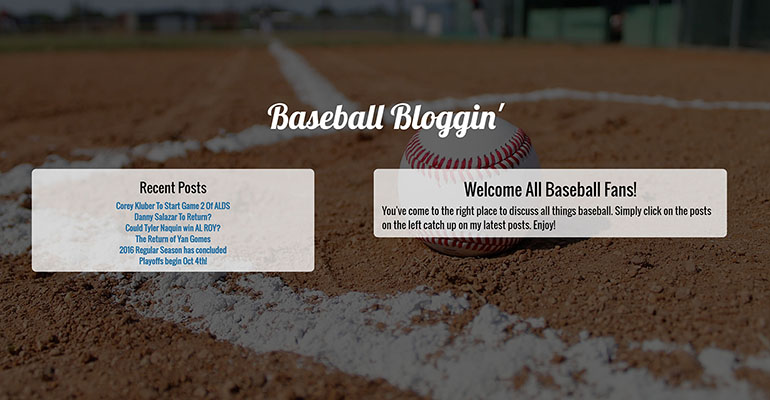 Baseball Bloggin'
Recent Posts
Corey Kluber To Start Game 2 Of ALDS
Danny Salazar To Return?
Could Tyler Naquin win AL ROY?
The Return of Yan Gomes
2016 Regular Season has concluded
Playoffs begin Oct 4th!
Welcome All Baseball Fans!
You've come to the right place to discuss all things baseball. Simply click on the posts
on the left catch up on my latest posts. Enjoy!